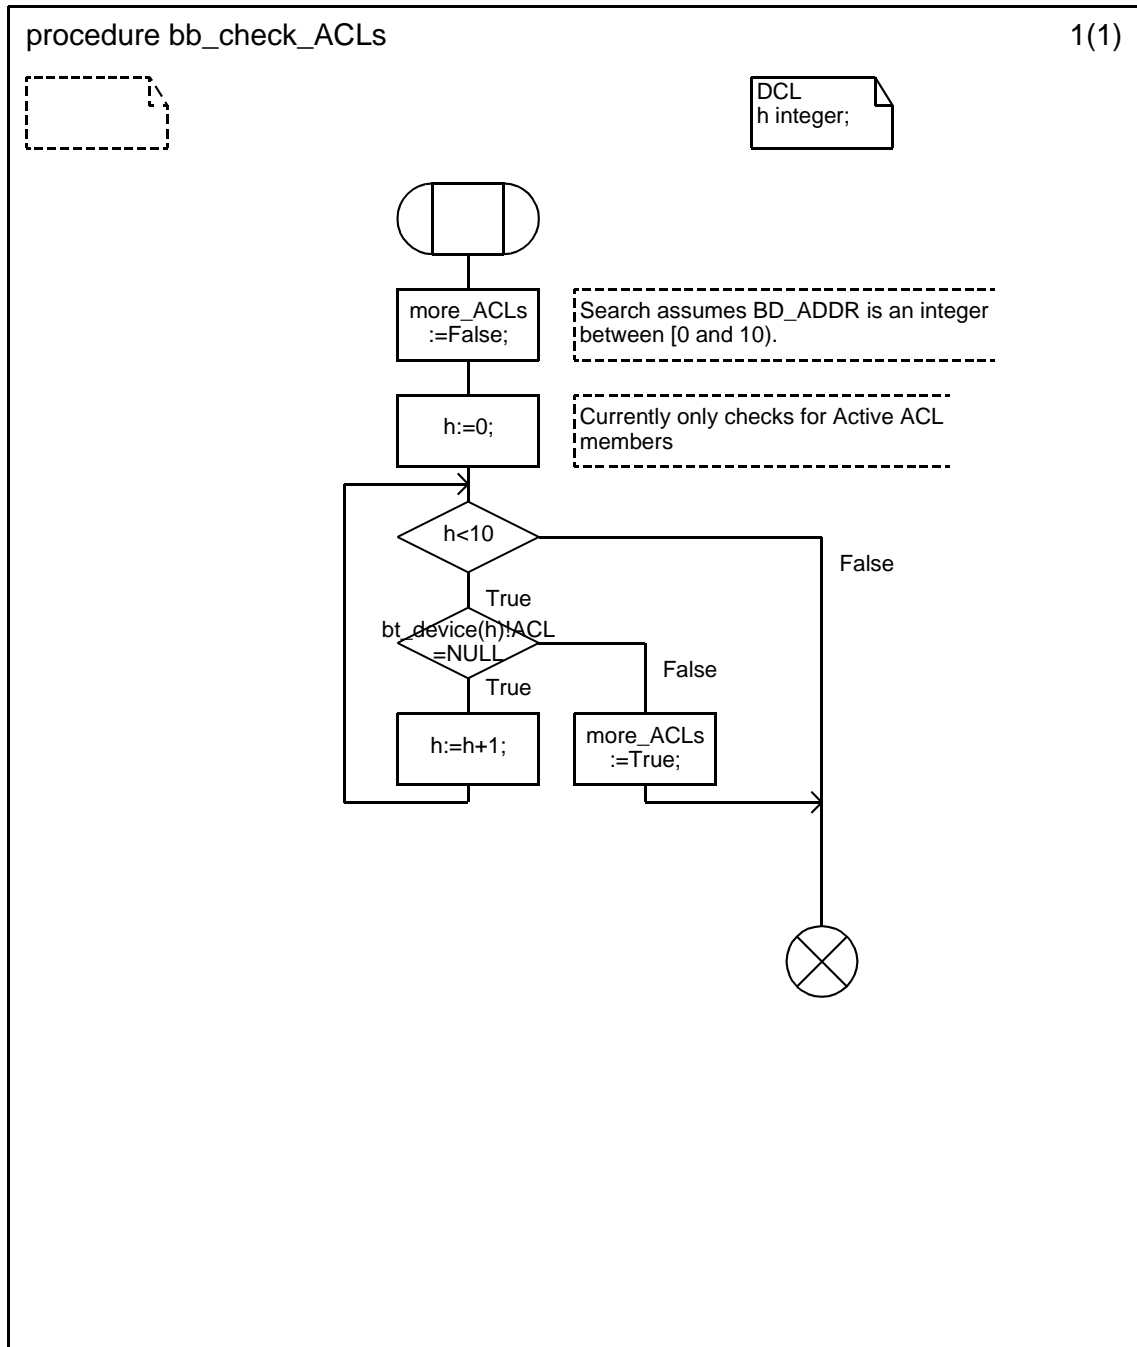 procedure bb_check_ACLs
1(1)
DCL
h integer;
more_ACLs
:=False;
Search assumes BD_ADDR is an integer
between [0 and 10).
h:=0;
Currently only checks for Active ACL
members
h<10
False
True
bt_device(h)!ACL
=NULL
False
True
h:=h+1;
more_ACLs
:=True;